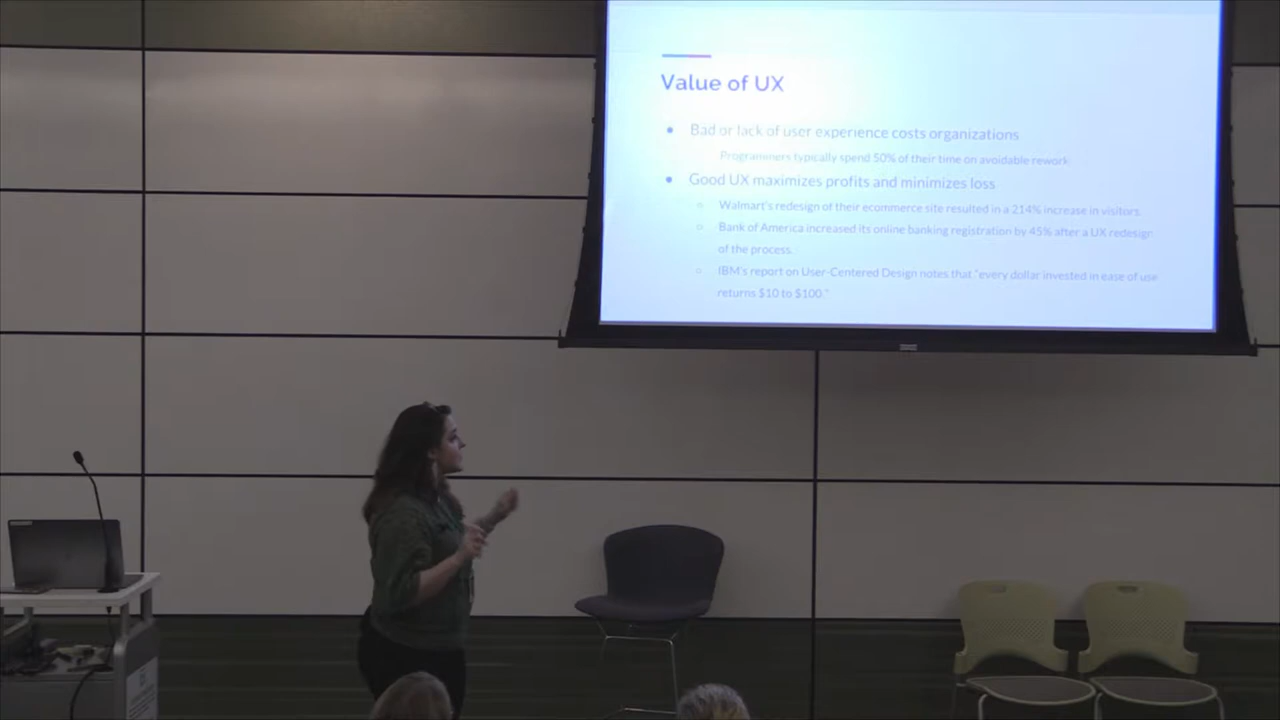 Value of UX
Bad or lack of user experience costs organizations
Programmers typically spend 50% of their time on avoidable rework
Good UX maximizes profits and minimizes loss
Walmart's redesign of their ecommerce site resulted in a 214% increase in visitors.
Bank of America increased its online banking registration by 45% after a UX redesign
of the process.
IBM's report on User-Centered Design notes that "every dollar invested in ease of use
returns $10 to $100."